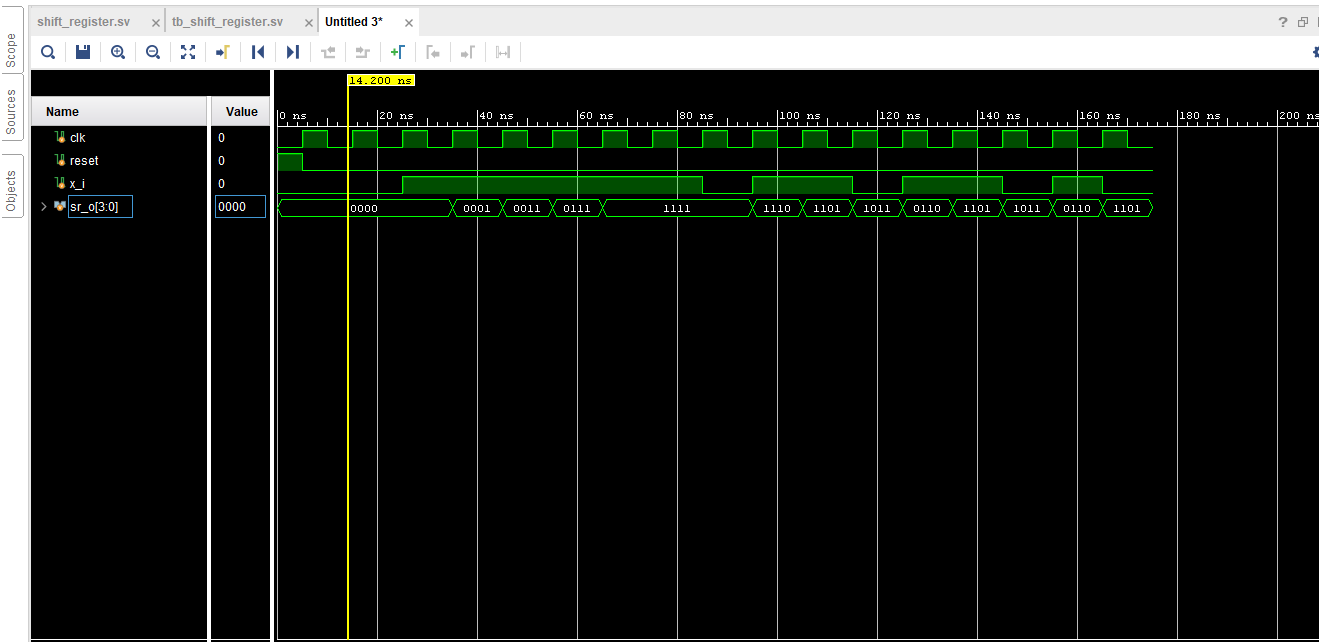 shift_register.sv tb_shift_register.sv Untitled 3*
Scope
Sources
Objects
14.200 ns
Name Value
0 ns 20 ns 40 ns 60 ns 80 ns 100 ns 120 ns 140 ns 160 ns 180 ns 200 ns
clk 0
reset 0
x_i 0
sr_o[3:0] 0000 0000 0001 0011 0111 1111 1110 1101 1011 0110 1101 1011 0110 1101